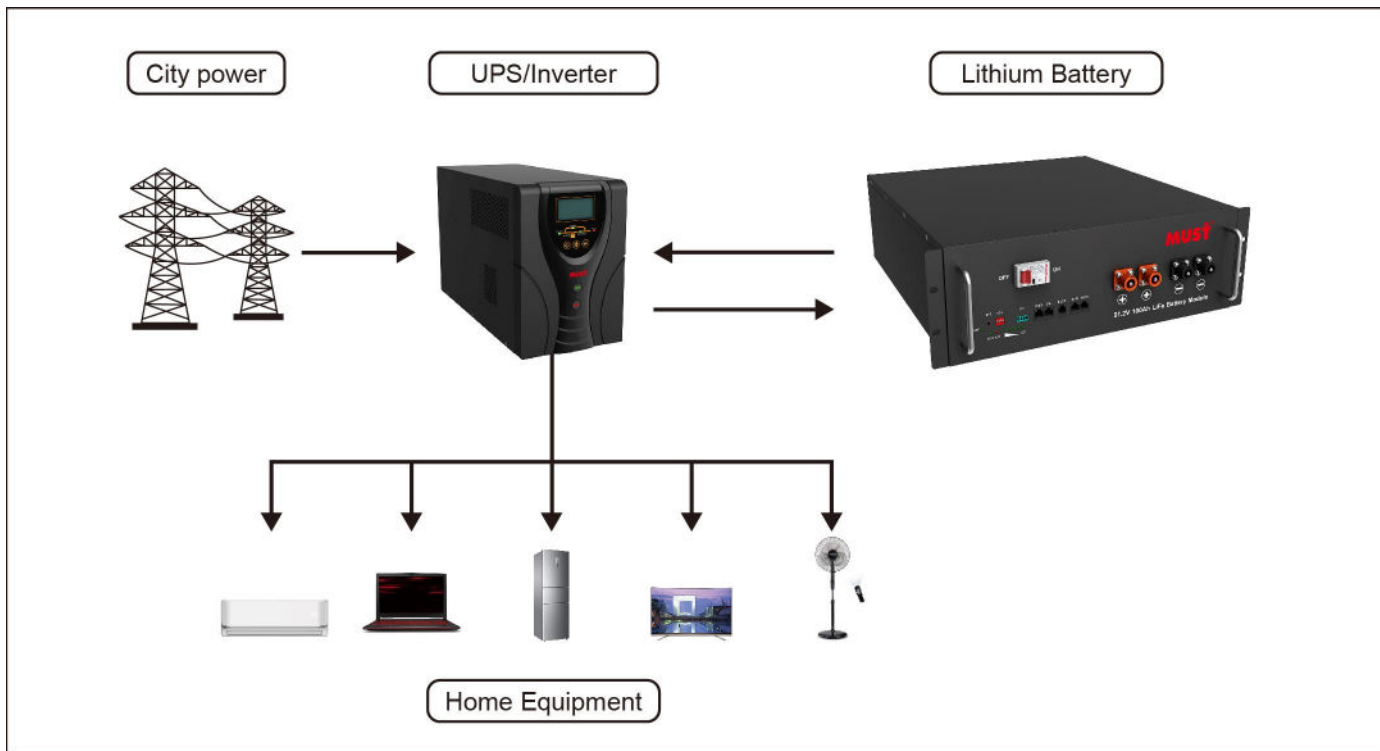 City power
UPS/Inverter
Lithium Battery
MUST
MUST
OFF
ON
51.2V 100Ah LiFe Battery Module
Home Equipment